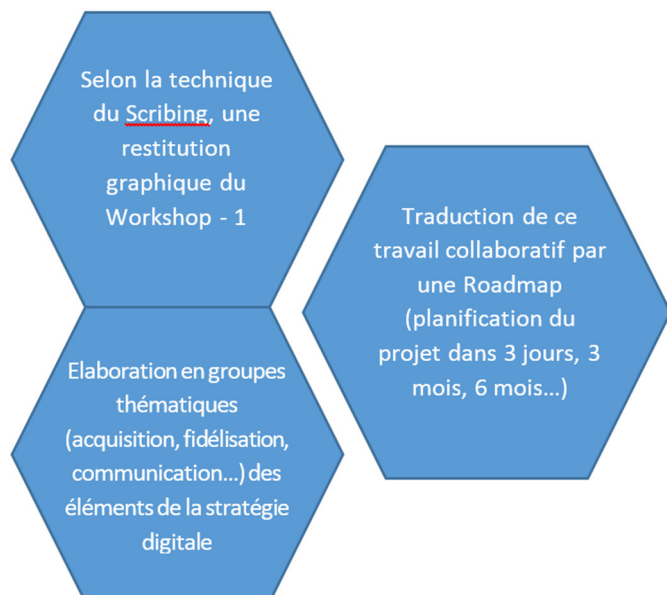 Selon la technique
du Scribing, une
restitution
graphique du
Workshop - 1
Elaboration en groupes
thématiques
(acquisition, fidélisation,
communication...) des
éléments de la stratégie
digitale
Traduction de ce
travail collaboratif par
une Roadmap
(planification du
projet dans 3 jours, 3
mois, 6 mois...)